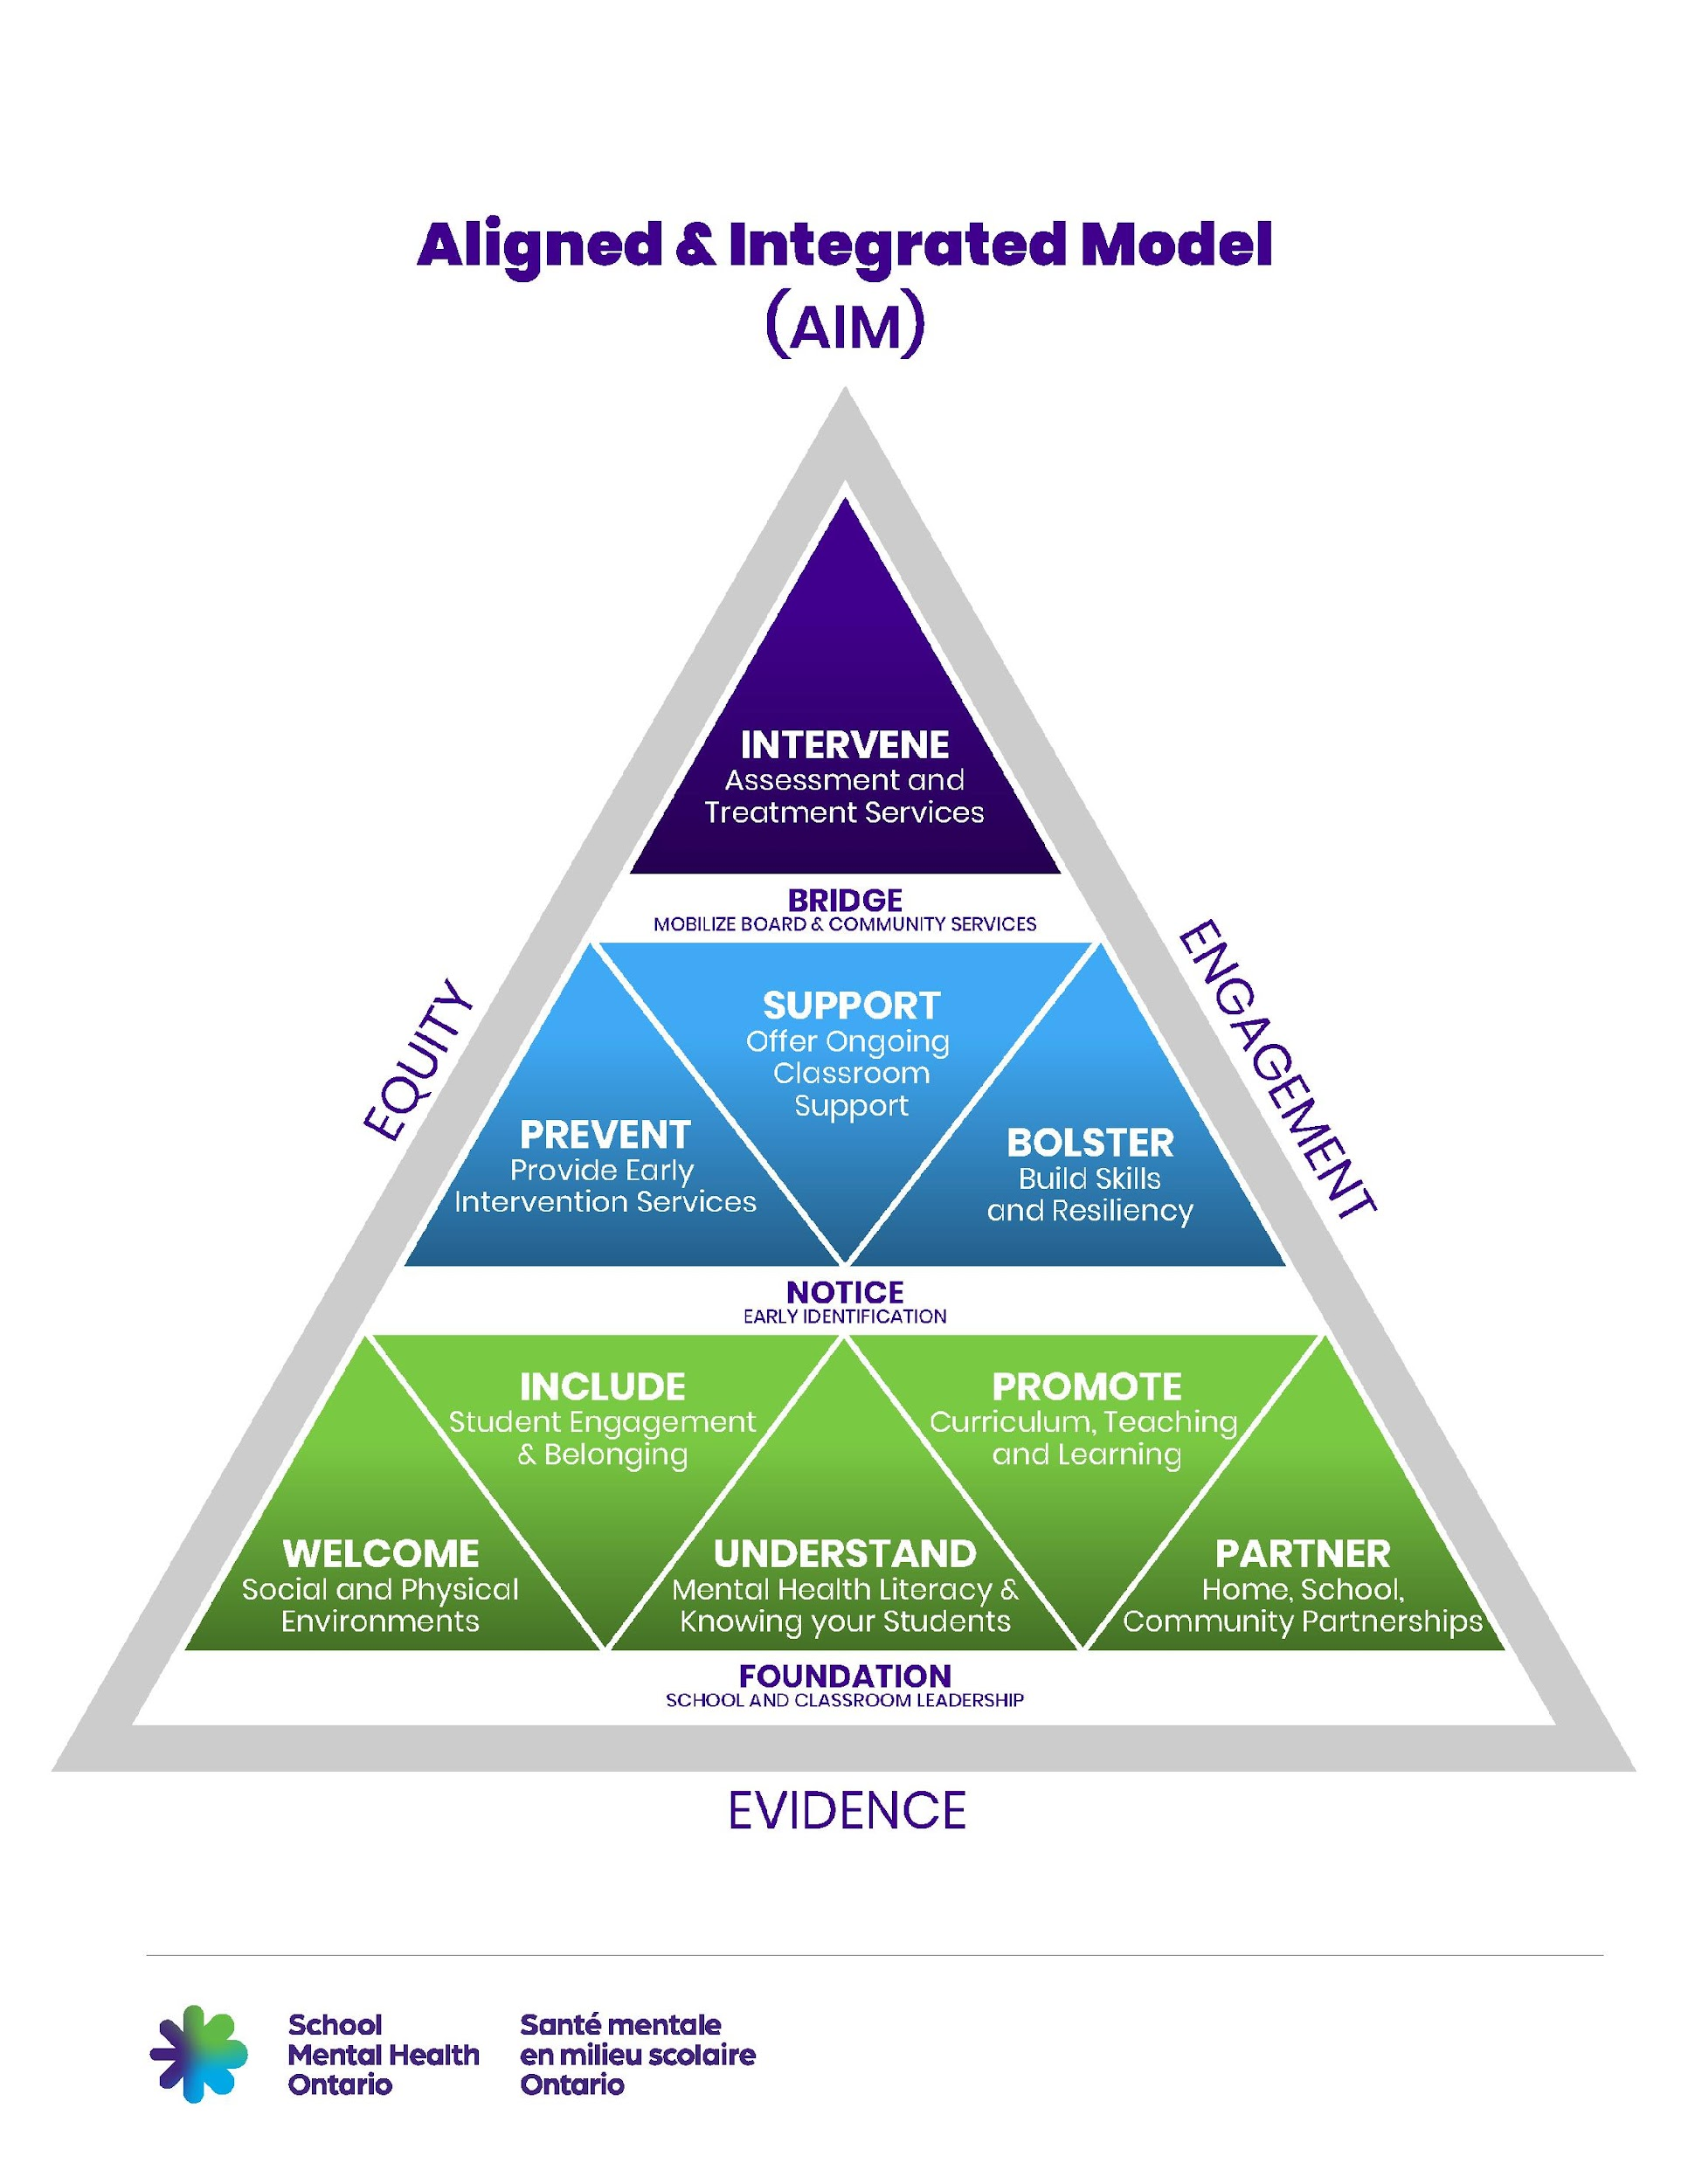 Aligned & Integrated Model
(AIM)
INTERVENE
Assessment and
Treatment Services
BRIDGE
MOBILIZE BOARD & COMMUNITY SERVICES
EQUITY
ENGAGEMENT
SUPPORT
Offer Ongoing
Classroom
Support
PREVENT
Provide Early
Intervention Services
BOLSTER
Build Skills
and Resiliency
NOTICE
EARLY IDENTIFICATION
INCLUDE
Student Engagement
& Belonging
PROMOTE
Curriculum, Teaching
and Learning
WELCOME
Social and Physical
Environments
UNDERSTAND
Mental Health Literacy &
Knowing your Students
PARTNER
Home, School,
Community Partnerships
FOUNDATION
SCHOOL AND CLASSROOM LEADERSHIP
EVIDENCE
School
Mental Health
Ontario
Santé mentale
en milieu scolaire
Ontario